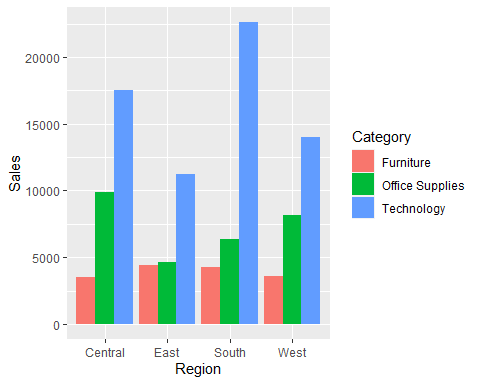 Sales
20000
15000
10000
5000
0
Central East South West
Region
Category
Furniture
Office Supplies
Technology